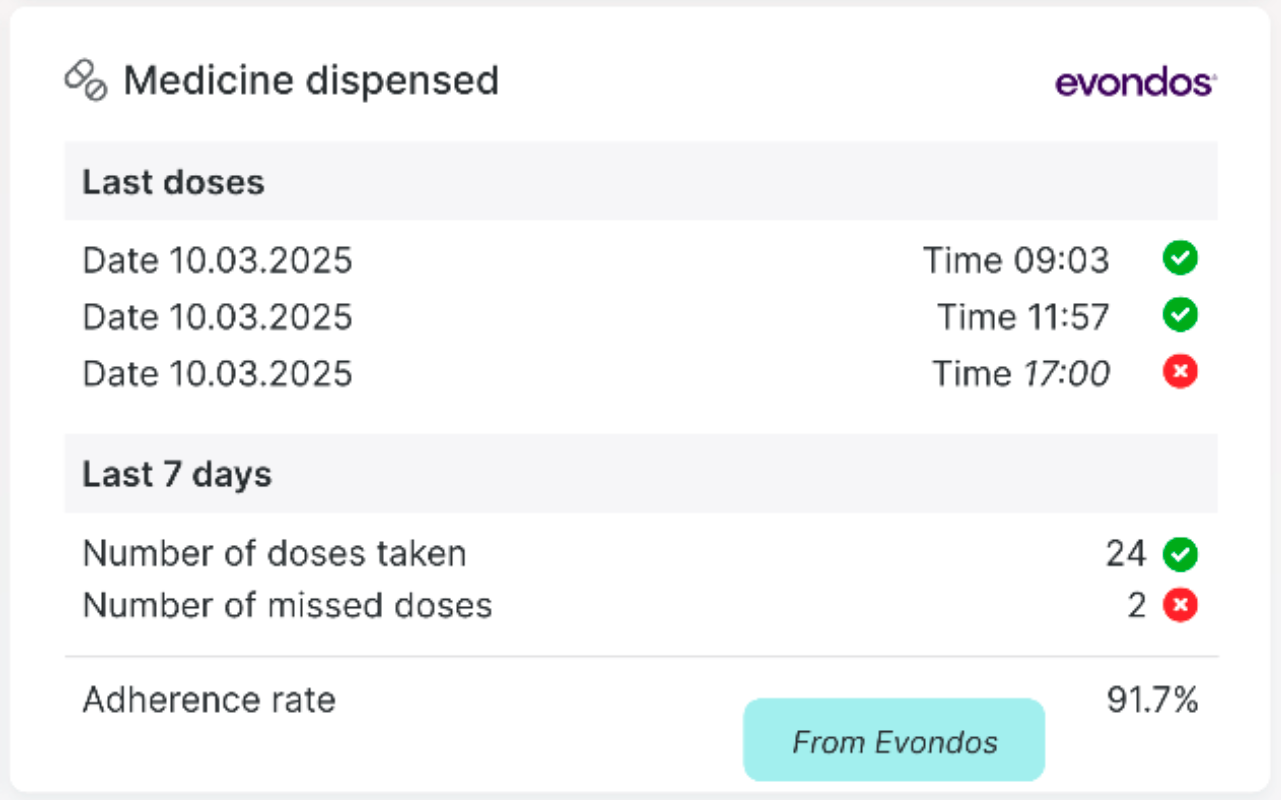 Medicine dispensed
evondos
Last doses
Date 10.03.2025 Time 09:03
Date 10.03.2025 Time 11:57
Date 10.03.2025 Time 17:00
Last 7 days
Number of doses taken 24
Number of missed doses 2
Adherence rate 91.7%
From Evondos